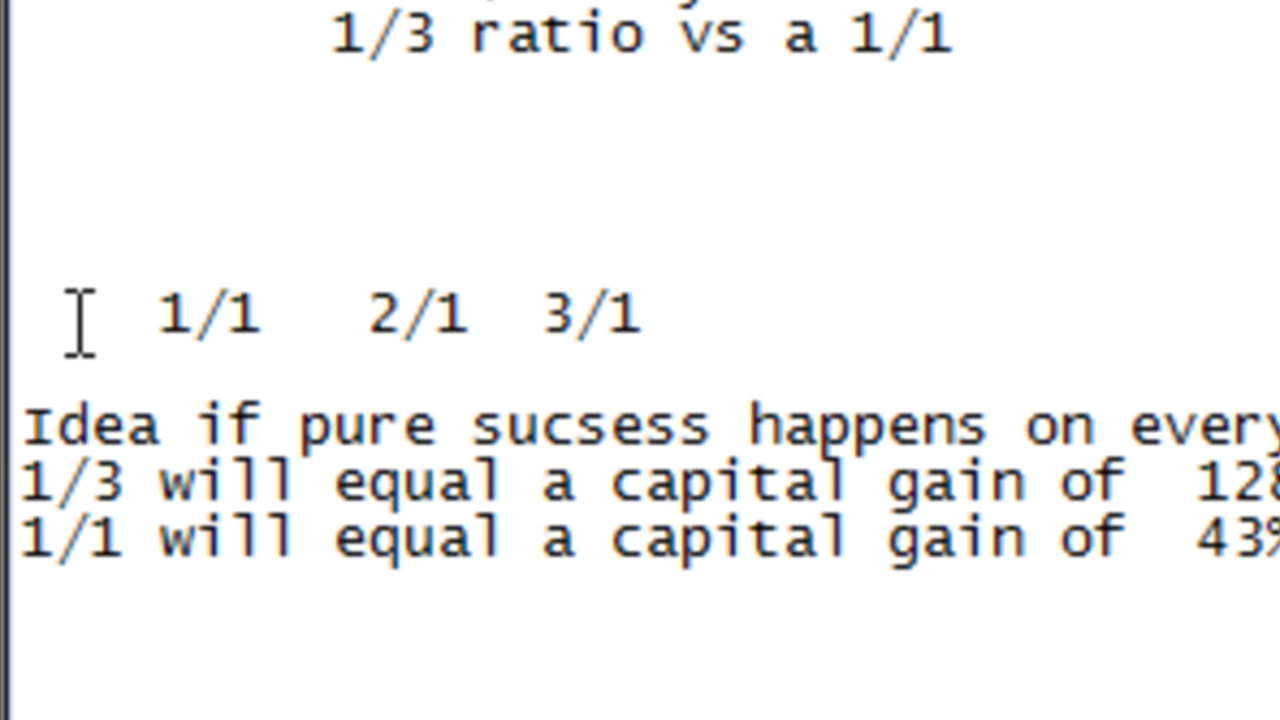 1/3 ratio vs a 1/1
1/1 2/1 3/1
Idea if pure sucsess happens on every
1/3 will equal a capital gain of 128
1/1 will equal a capital gain of 43%